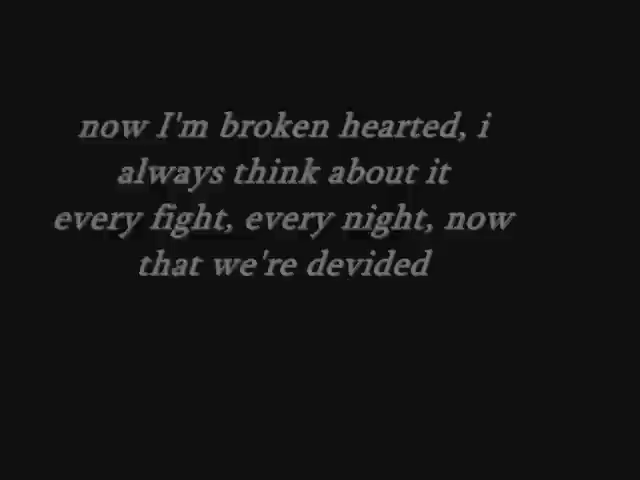 now I'm broken hearted, i
always think about it
every fight, every night, now
that we're devided